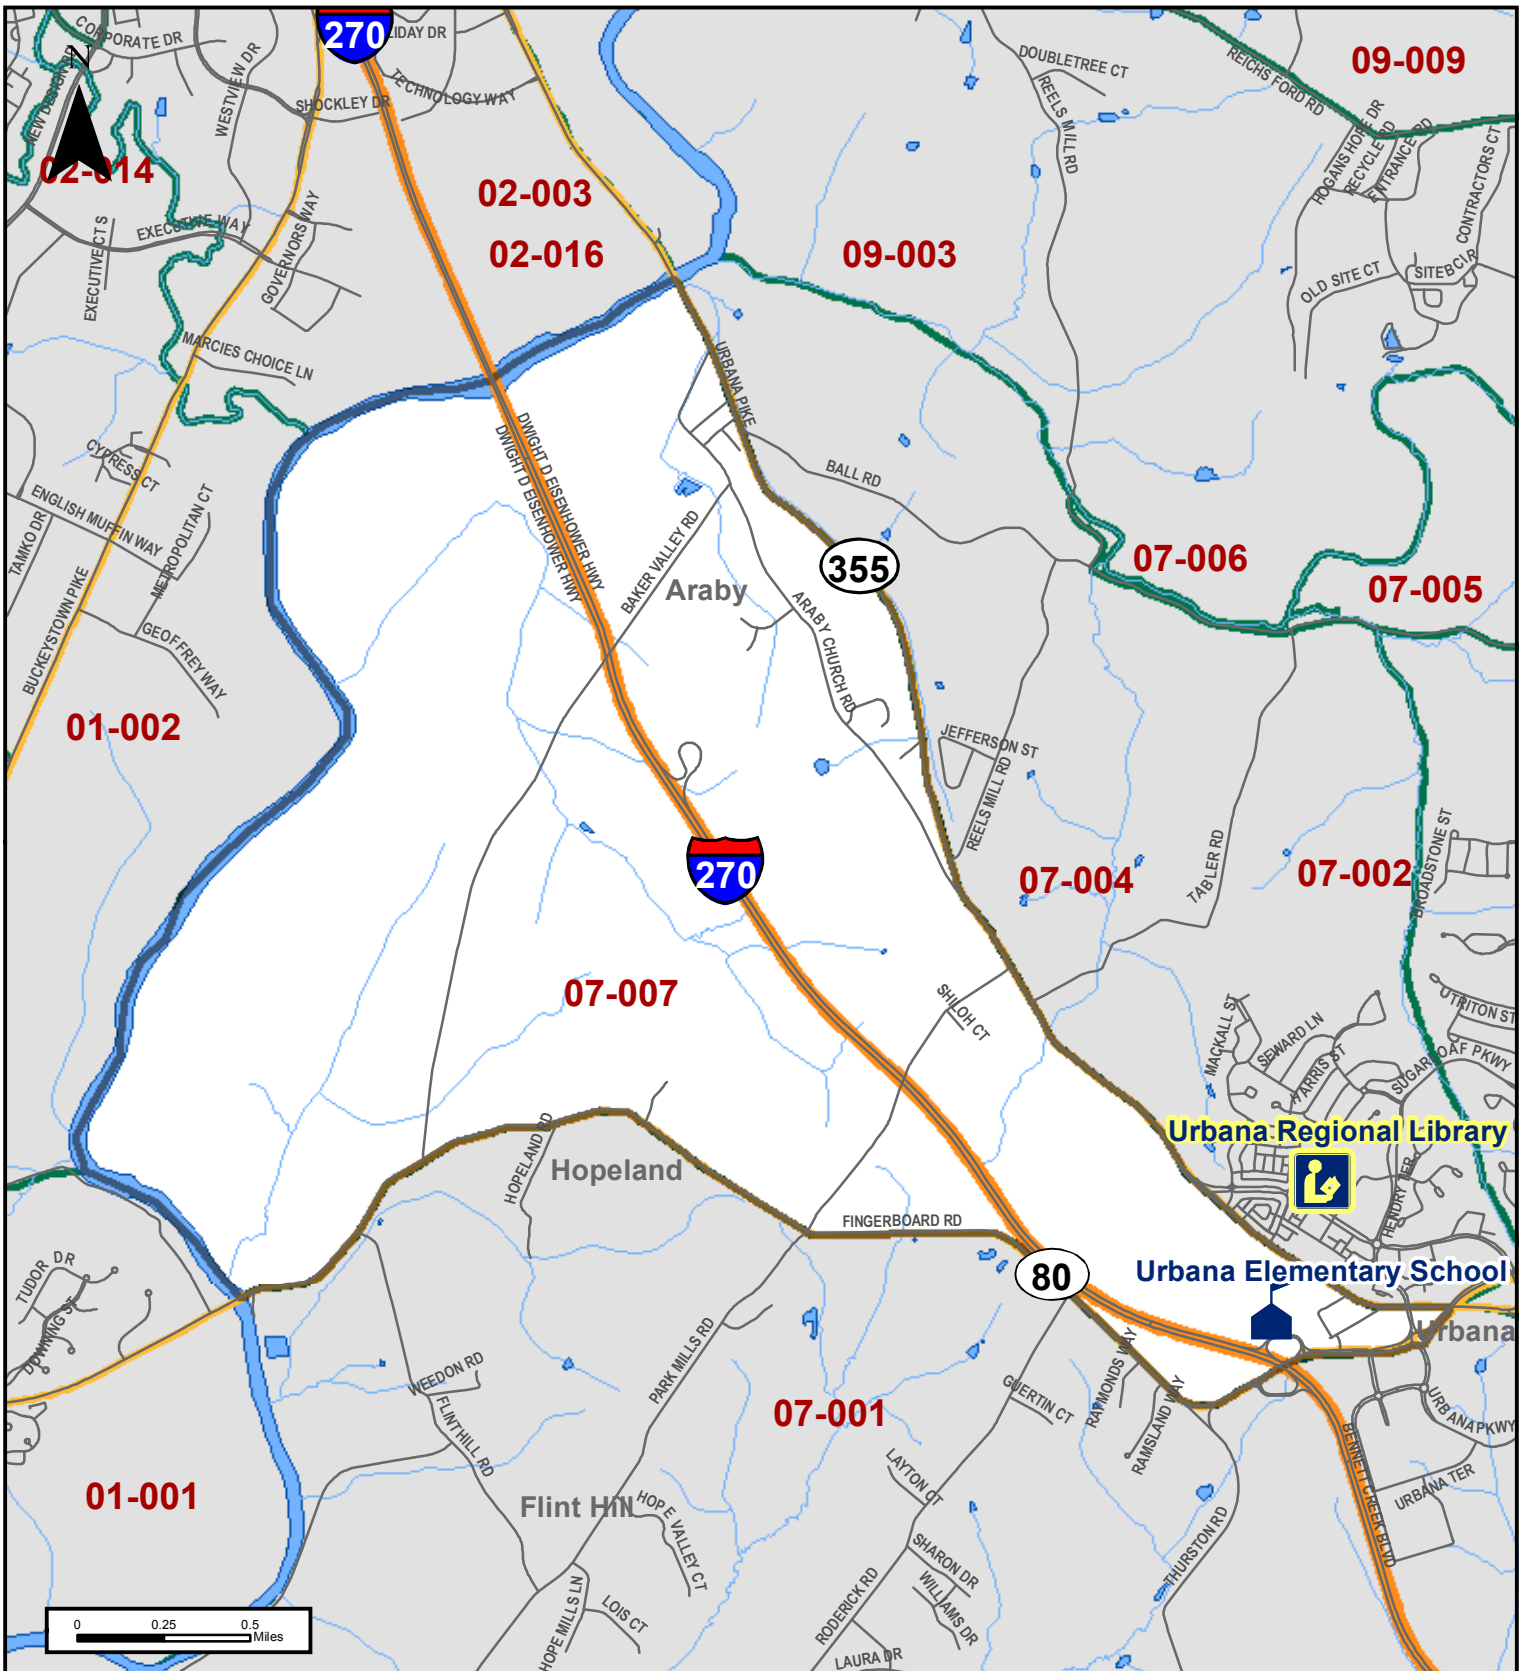 CORPORATE DR
N
270
LIDAY DR
NEW DESIGN RD
WESTVIEW DR
SHOCKLEY DR
TECHNOLOGY WAY
DOUBLETREE CT
REELS MILL RD
REICHS FORD RD
09-009
HOGANS HOPE DR
RECYCLE RD
ENTRANCE RD
CONTRACTORS CT
02-014
02-003
02-016
09-003
EXECUTIVE CT S
EXECUTIVE WAY
GOVERNORS WAY
OLD SITE CT
SITE B CIR
MARCIES CHOICE LN
URBANA PIKE
CYPRESS CT
ENGLISH MUFFIN WAY
TAMKO DR
METROPOLITAN CT
GEOFFREY WAY
BUCKEYSTOWN PIKE
DWIGHT D EISENHOWER HWY
DWIGHT D EISENHOWER HWY
BALL RD
BAKER VALLEY RD
Araby
355
ARABY CHURCH RD
07-006
07-005
01-002
JEFFERSON ST
REELS MILL RD
270
07-004
TABLER RD
07-002
BROADSTONE ST
07-007
SHILOH CT
MACKALL ST
SEWARD LN
HARRIS ST
UTRITON ST
SUGARLOAF PKWY
Urbana Regional Library
HENDRY TER
HOPELAND RD
Hopeland
FINGERBOARD RD
80
Urbana Elementary School
Urbana
TUDOR DR
DOWNING ST
WEEDON RD
FLINTHILL RD
PARK MILLS RD
07-001
GUERTIN CT
RAYMONDS WAY
RAMSLAND WAY
URBANA PKWY
BENNETT CREEK BLVD
URBANA TER
01-001
Flint Hill
HOPE VALLEY CT
LAYTON CT
SHARON DR
WILLIAMS DR
THURSTON RD
RODERICK RD
LAURA DR
HOPE MILLS LN
LOIS CT
0 0.25 0.5
Miles